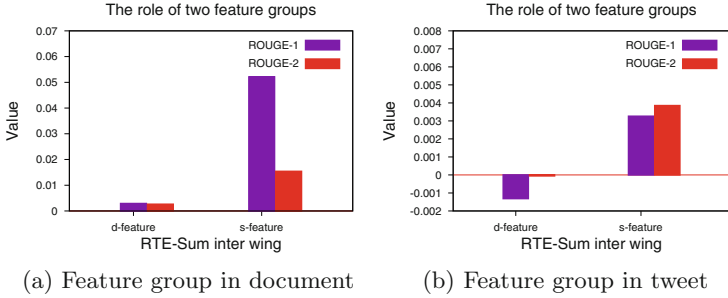 The role of two feature groups
0.07
0.06
0.05
0.04
0.03
0.02
0.01
0
Value
ROUGE-1
ROUGE-2
d-feature s-feature
RTE-Sum inter wing
(a) Feature group in document
The role of two feature groups
0.008
0.007
0.006
0.005
0.004
0.003
0.002
0.001
0
-0.001
-0.002
Value
ROUGE-1
ROUGE-2
d-feature s-feature
RTE-Sum inter wing
(b) Feature group in tweet